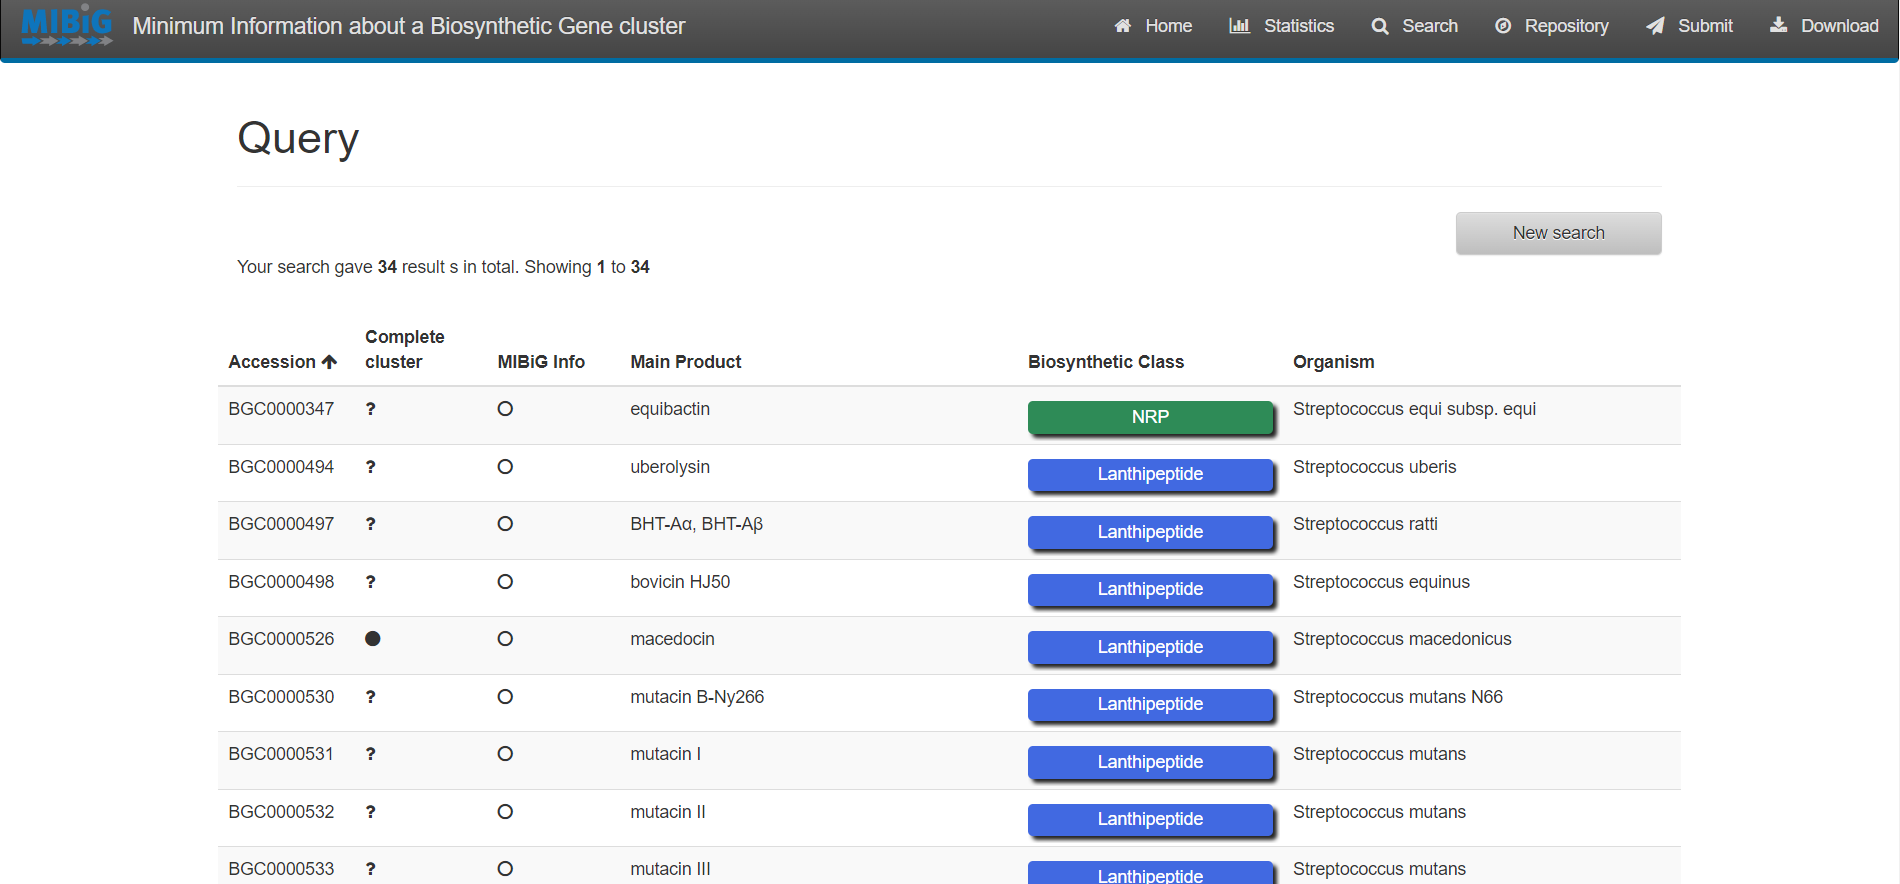 MIBiG Minimum Information about a Biosynthetic Gene cluster Home Statistics Search Repository Submit Download
Query
New search
Your search gave 34 result s in total. Showing 1 to 34
Accession Complete cluster MIBiG Info Main Product Biosynthetic Class Organism
BGC0000347 ? equibactin NRP Streptococcus equi subsp. equi
BGC0000494 ? uberolysin Lanthipeptide Streptococcus uberis
BGC0000497 ? BHT-Aα, BHT-Aβ Lanthipeptide Streptococcus ratti
BGC0000498 ? bovicin HJ50 Lanthipeptide Streptococcus equinus
BGC0000526 macedocin Lanthipeptide Streptococcus macedonicus
BGC0000530 ? mutacin B-Ny266 Lanthipeptide Streptococcus mutans N66
BGC0000531 ? mutacin I Lanthipeptide Streptococcus mutans
BGC0000532 ? mutacin II Lanthipeptide Streptococcus mutans
BGC0000533 ? mutacin III Lanthipeptide Streptococcus mutans